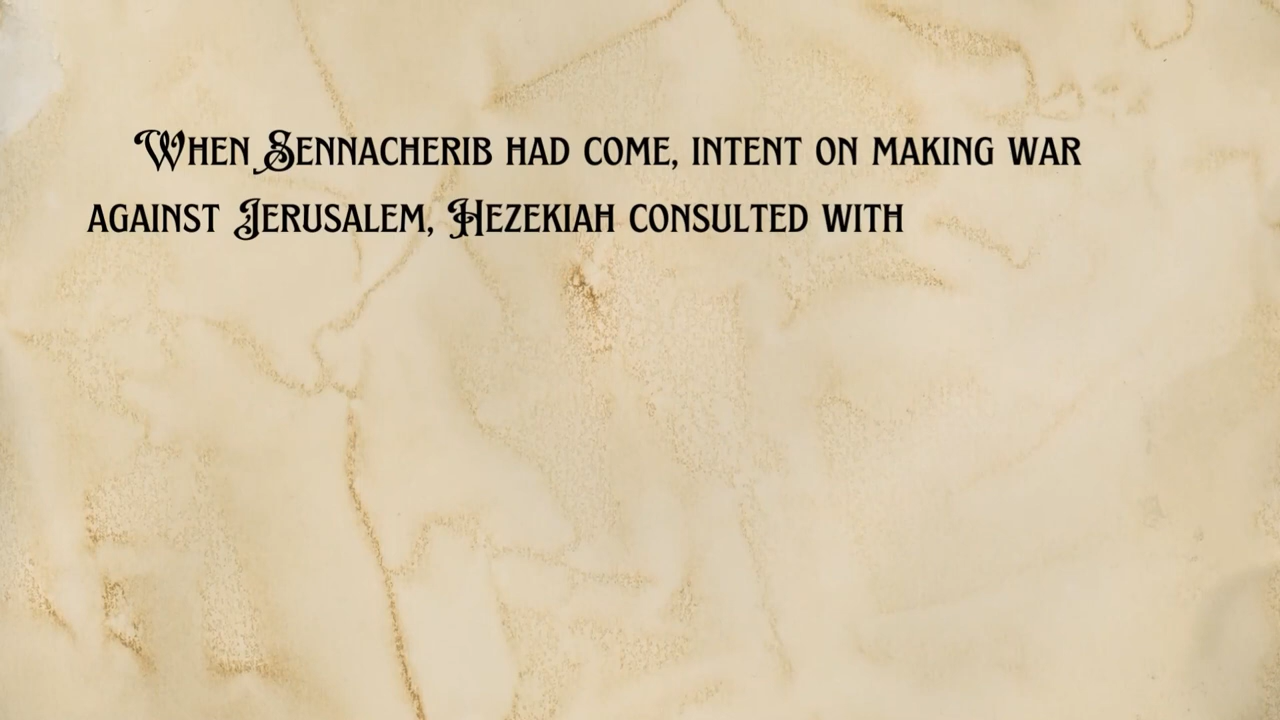 When Sennacherib had come, intent on making war
against Jerusalem, Hezekiah consulted with